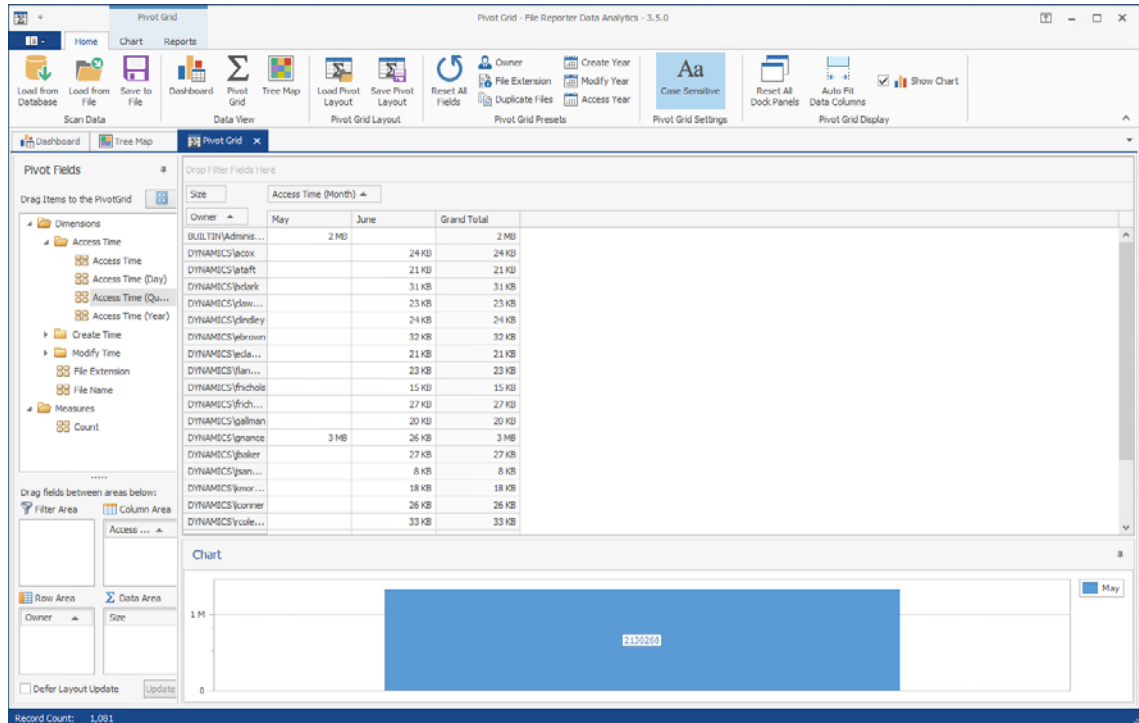 Pivot Grid
Pivot Grid - File Reporter Data Analytics - 3.5.0
Home Chart Reports
Load from Database
Load from File
Save to File
Scan Data
Dashboard
Pivot Grid
Tree Map
Data View
Load Pivot Layout
Save Pivot Layout
Pivot Grid Layout
Reset All Fields
Owner
File Extension
Duplicate Files
Create Year
Modify Year
Access Year
Pivot Grid Presets
Aa
Case Sensitive
Pivot Grid Settings
Reset All Dock Panels
Auto Fit Data Columns
Show Chart
Pivot Grid Display
Dashboard Tree Map Pivot Grid
Pivot Fields
Drag Items to the PivotGrid
Dimensions
Access Time
Access Time
Access Time (Day)
Access Time (Qu...
Access Time (Year)
Create Time
Modify Time
File Extension
File Name
Measures
Count
Drag fields between areas below:
Filter Area Column Area
Access ...
Row Area Data Area
Owner Size
Defer Layout Update Update
Drop Filter Fields Here
Size Access Time (Month)
Owner May June Grand Total
BUILTIN\Adminis... 2 MB 2 MB
DYNAMICS\acox 24 KB 24 KB
DYNAMICS\ataft 21 KB 21 KB
DYNAMICS\bclark 31 KB 31 KB
DYNAMICS\claw... 23 KB 23 KB
DYNAMICS\clindley 24 KB 24 KB
DYNAMICS\ebrown 32 KB 32 KB
DYNAMICS\ecla... 21 KB 21 KB
DYNAMICS\flan... 23 KB 23 KB
DYNAMICS\fnichols 15 KB 15 KB
DYNAMICS\frich... 27 KB 27 KB
DYNAMICS\gallman 20 KB 20 KB
DYNAMICS\gnance 3 MB 26 KB 3 MB
DYNAMICS\jbaker 27 KB 27 KB
DYNAMICS\jsan... 8 KB 8 KB
DYNAMICS\kmor... 18 KB 18 KB
DYNAMICS\lconner 26 KB 26 KB
DYNAMICS\rcole... 33 KB 33 KB
Chart
1 M
0
2130268
May
Record Count: 1,081